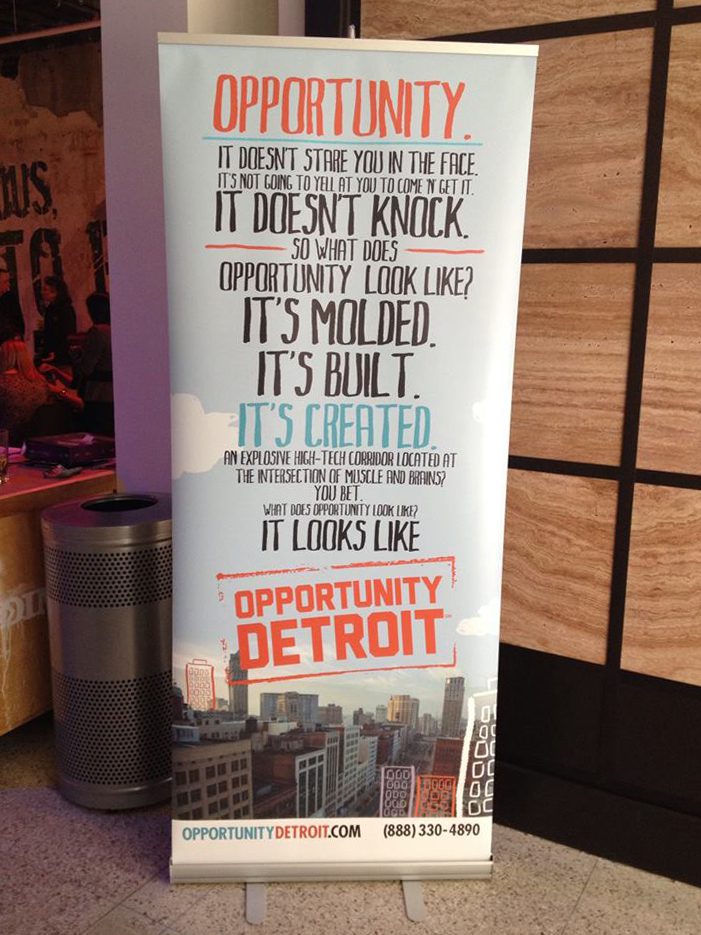 OPPORTUNITY.
IT DOESN'T STARE YOU IN THE FACE.
IT'S NOT GOING TO YELL AT YOU TO COME 'N' GET IT.
IT DOESN'T KNOCK.
SO WHAT DOES
OPPORTUNITY LOOK LIKE?
IT'S MOLDED.
IT'S BUILT.
IT'S CREATED.
AN EXPLOSIVE HIGH-TECH CORRIDOR LOCATED AT
THE INTERSECTION OF MUSCLE AND BRAINS?
YOU BET.
WHAT DOES OPPORTUNITY LOOK LIKE?
IT LOOKS LIKE
OPPORTUNITY
DETROIT
OPPORTUNITYDETROIT.COM (888) 330-4890